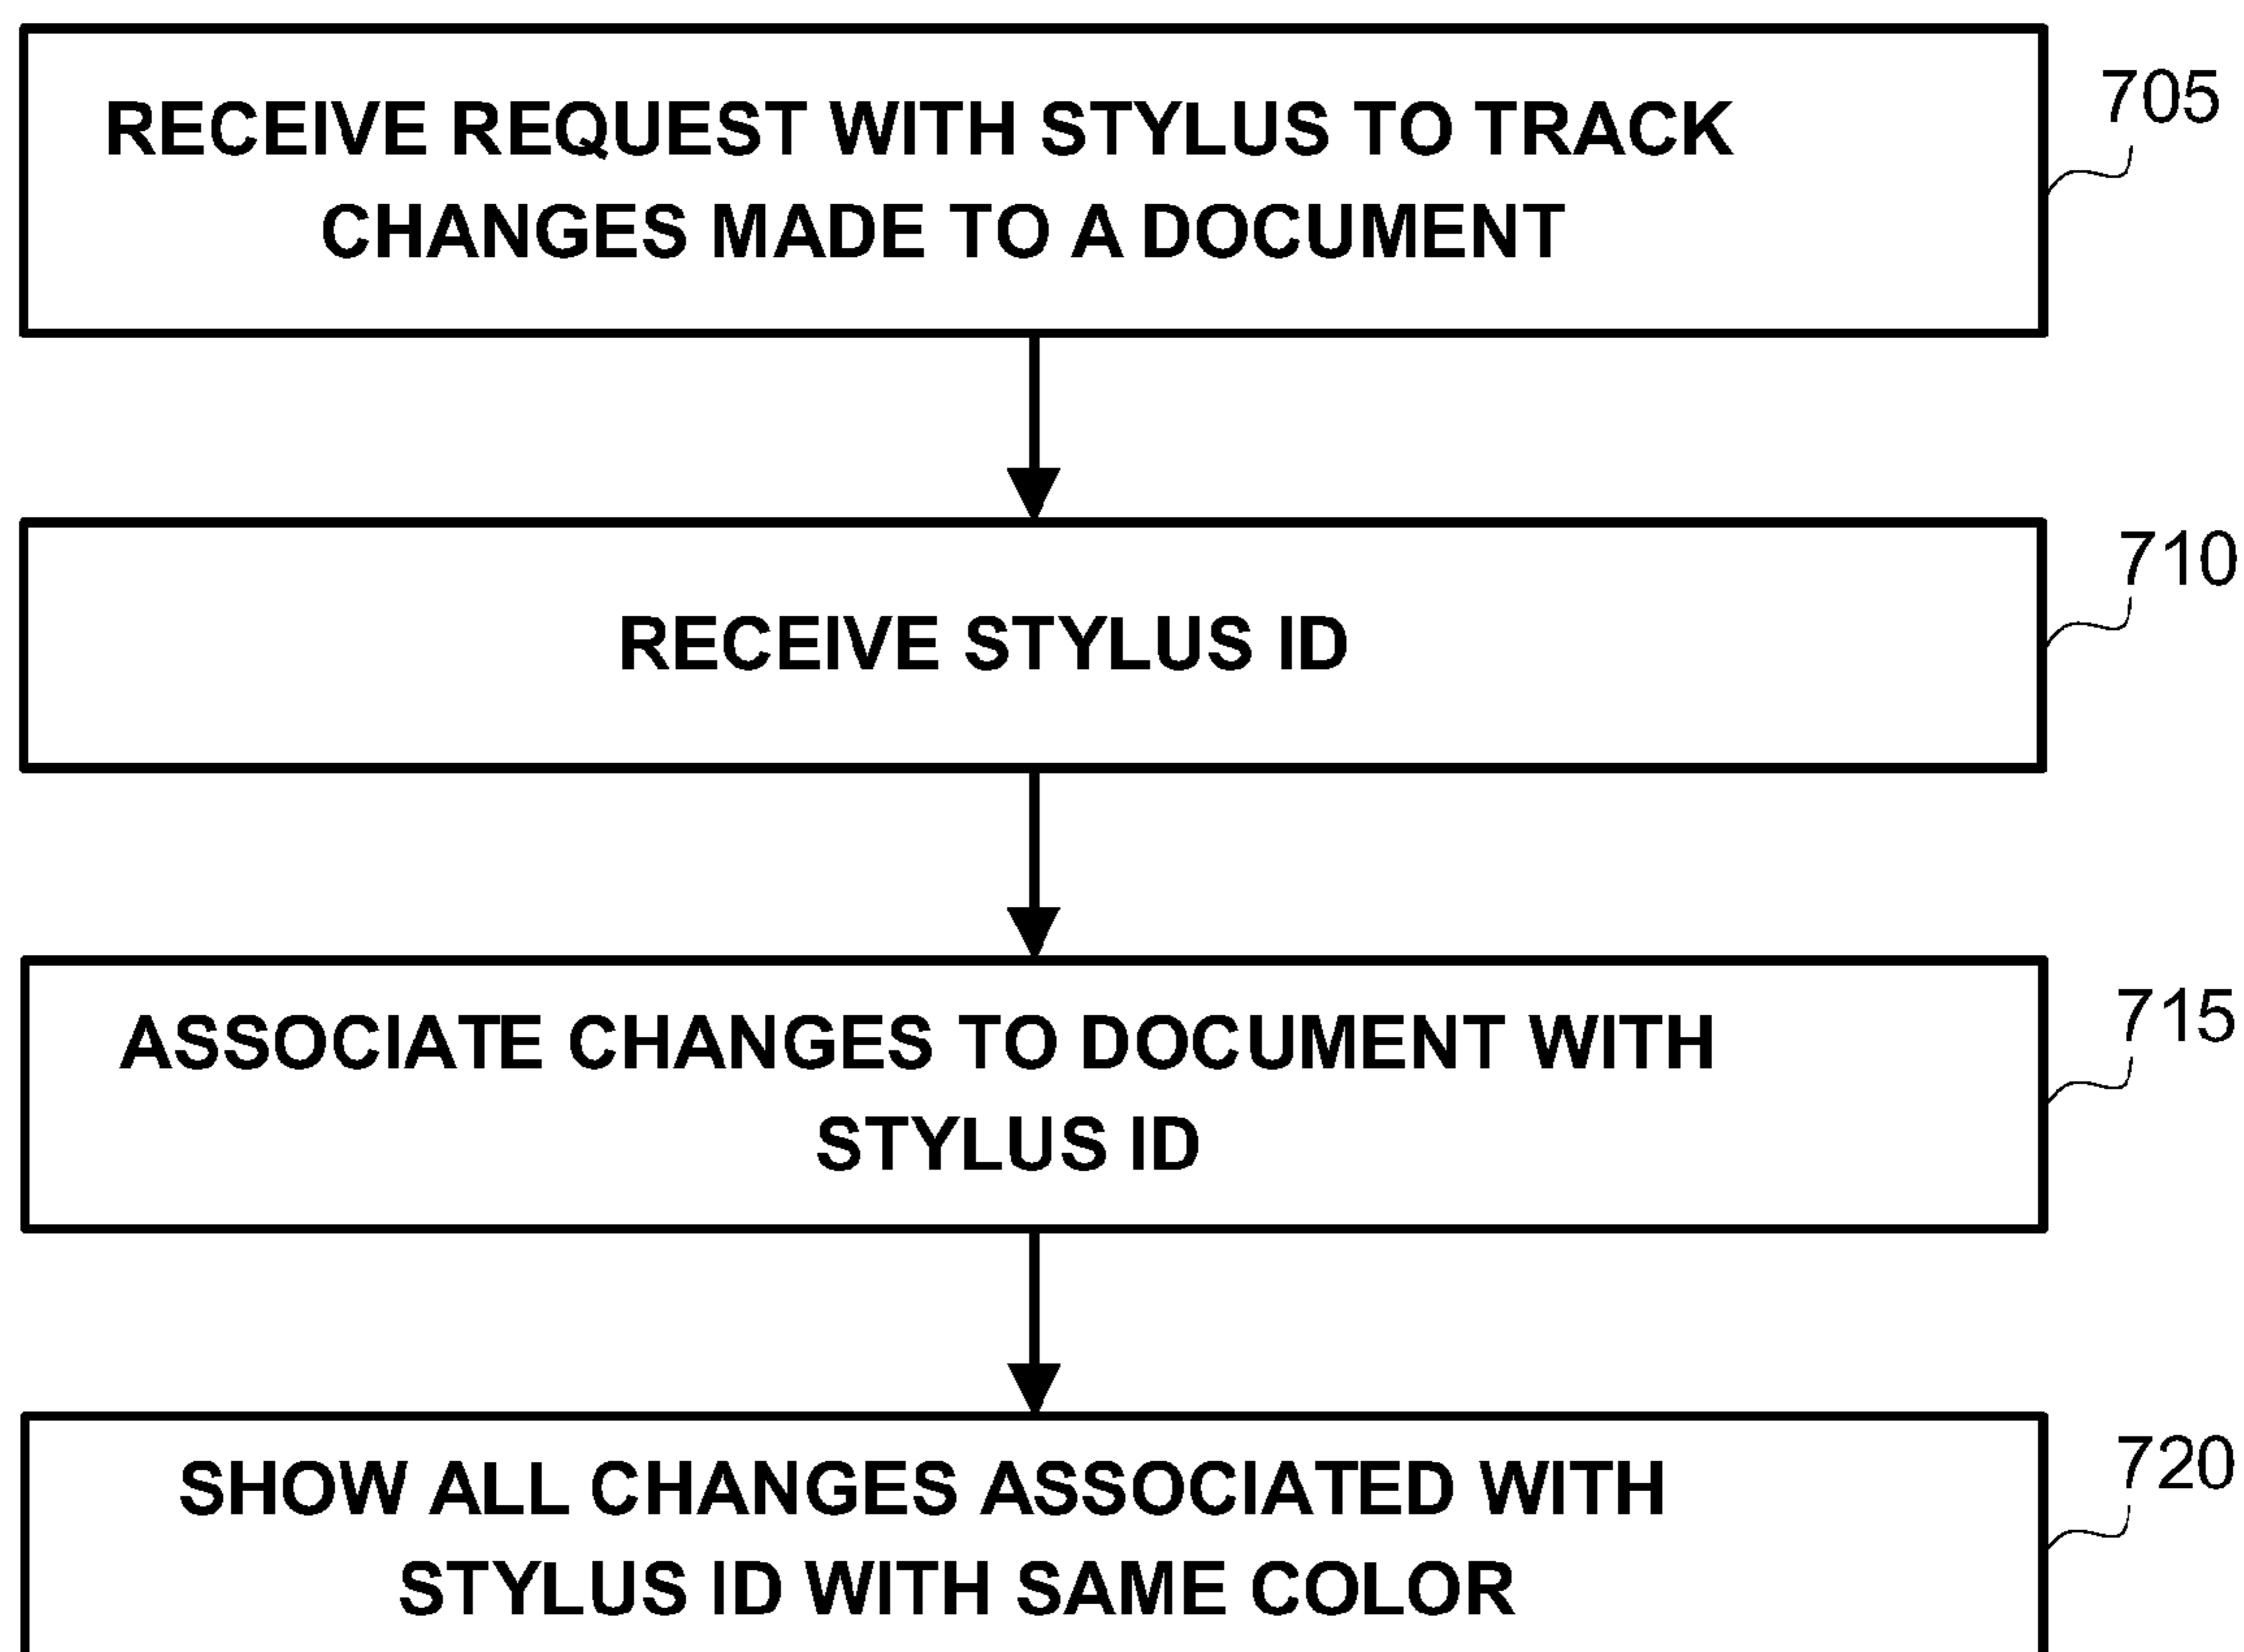 RECEIVE REQUEST WITH STYLUS TO TRACK
CHANGES MADE TO A DOCUMENT
705
RECEIVE STYLUS ID
710
ASSOCIATE CHANGES TO DOCUMENT WITH
STYLUS ID
715
SHOW ALL CHANGES ASSOCIATED WITH
STYLUS ID WITH SAME COLOR
720